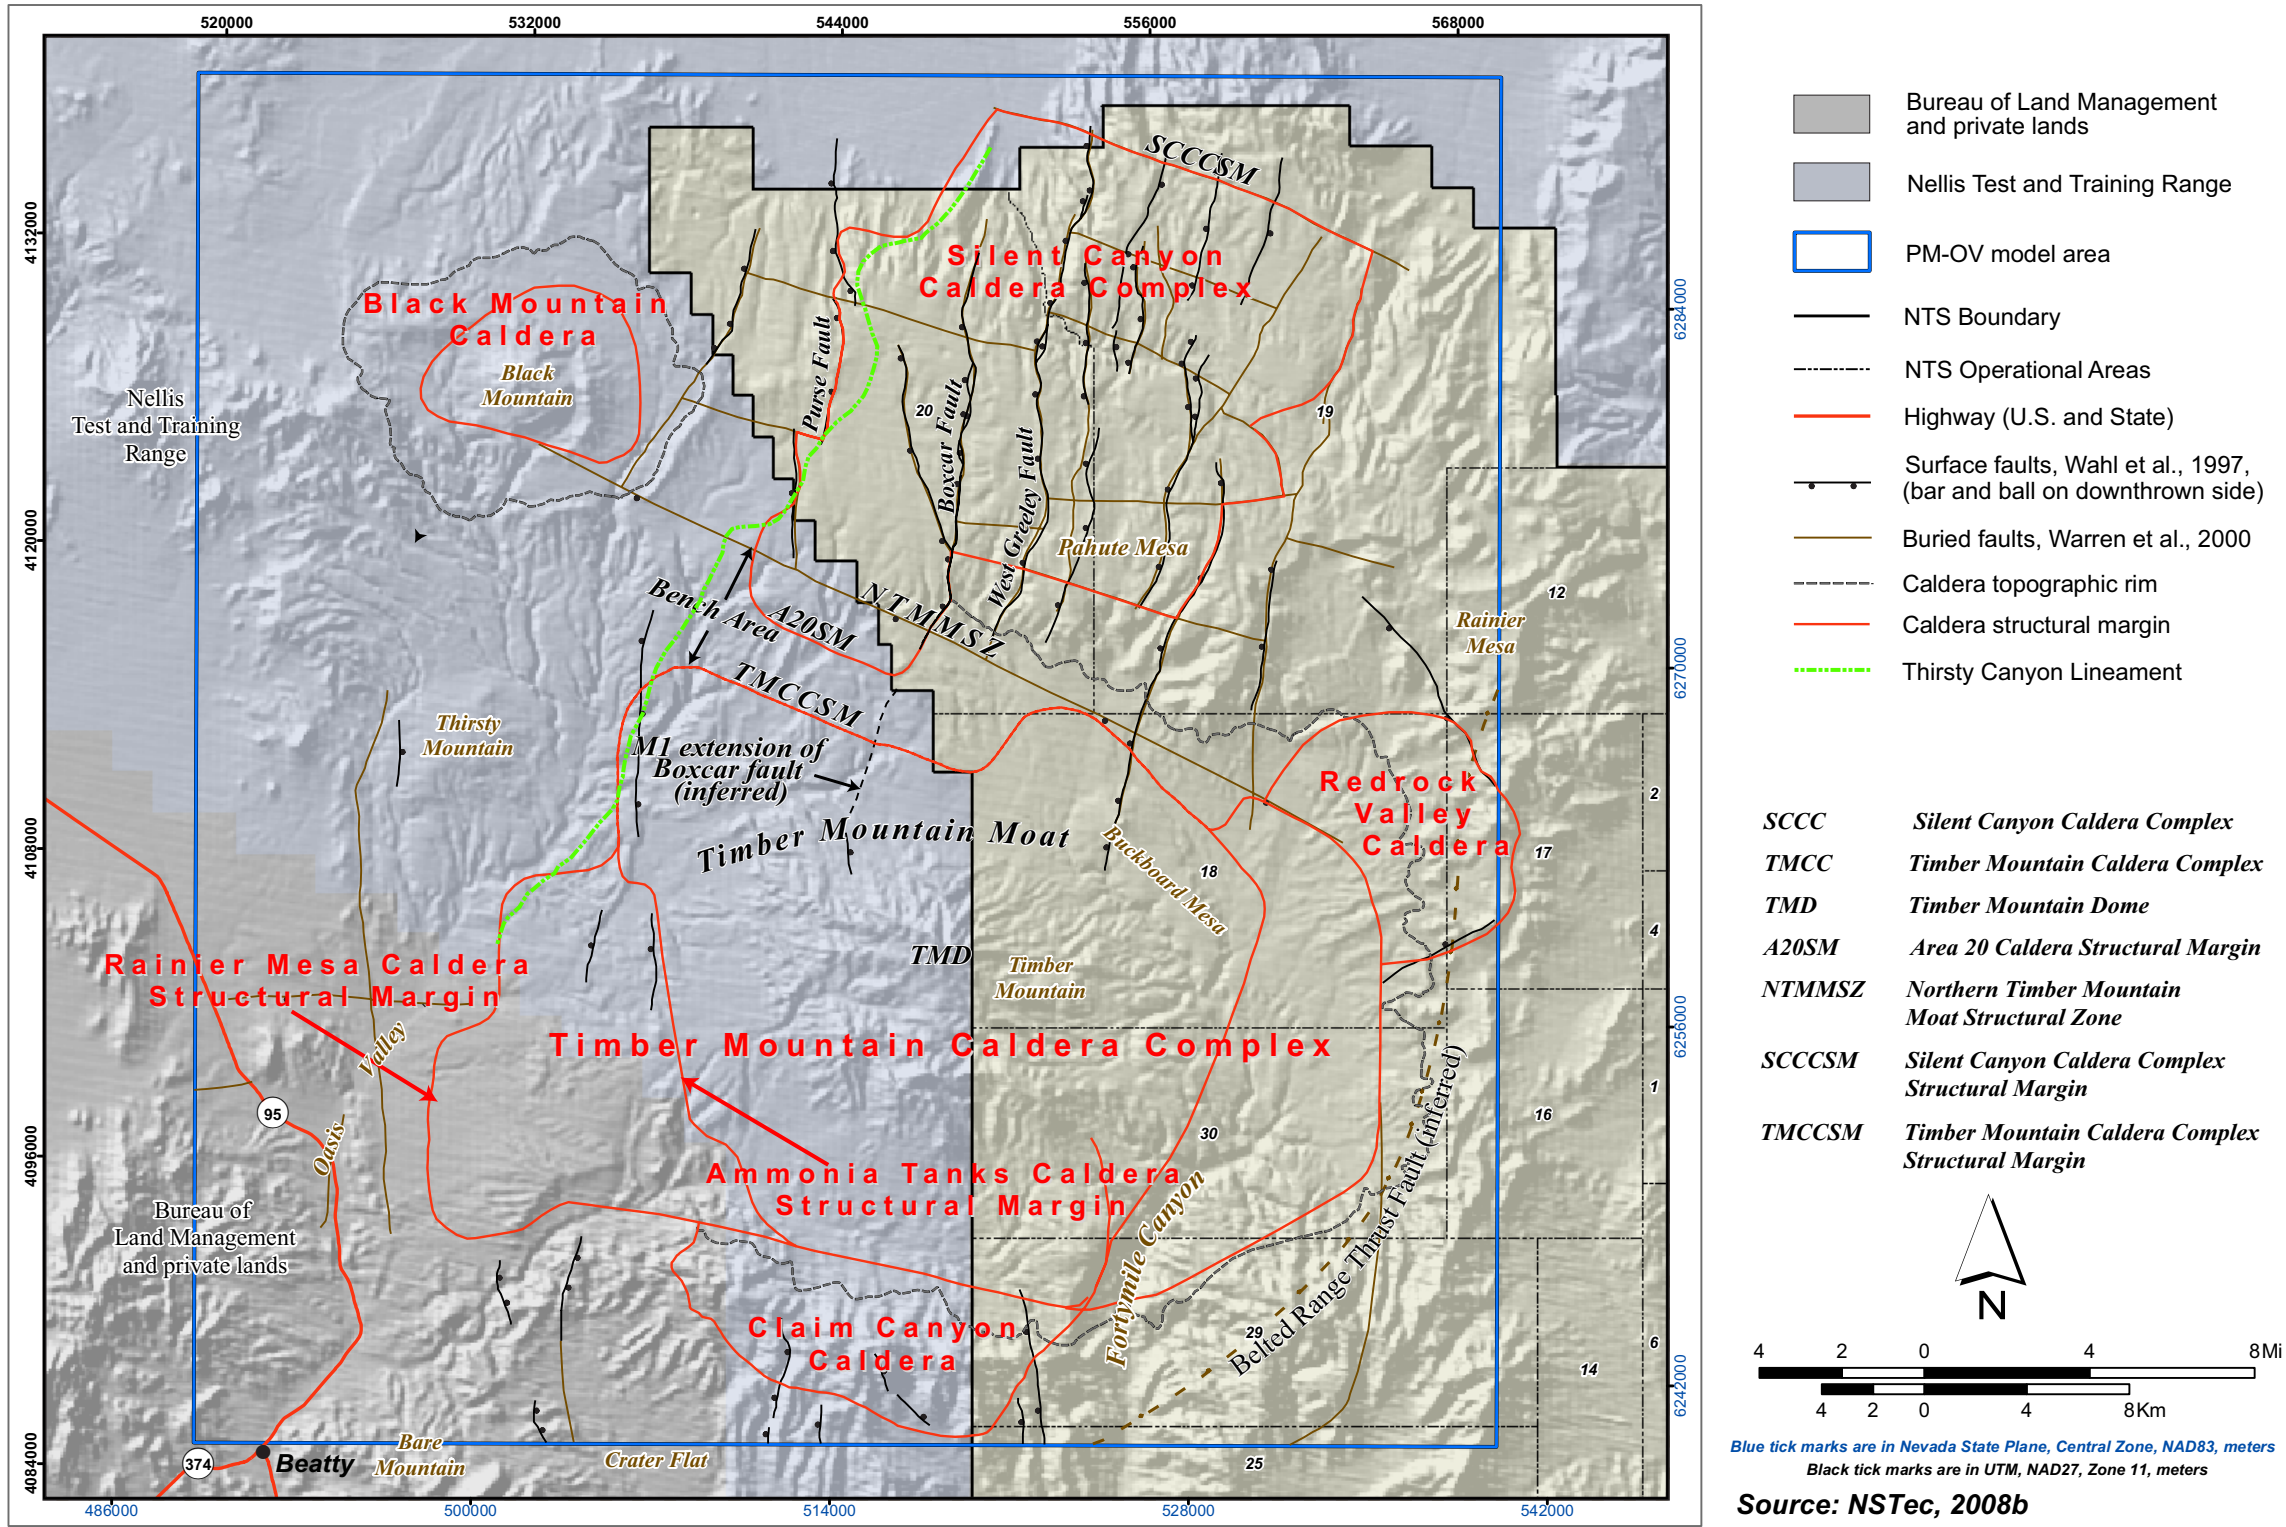 520000
532000
544000
556000
568000
4132000
4120000
4108000
4096000
4084000
6284000
6270000
6256000
6242000
486000
500000
514000
528000
542000
SCCCSM
Silent Canyon
Caldera Complex
Black Mountain
Caldera
Black
Mountain
Nellis
Test and Training
Range
Purse Fault
20
Boxcar Fault
West Greeley Fault
19
Pahute Mesa
12
Rainier
Mesa
Bench Area
A20SM
NTMMSZ
TMCCSM
Thirsty
Mountain
M1 extension of
Boxcar fault
(inferred)
Timber Mountain Moat
Buckboard Mesa
Redrock
Valley
Caldera
2
17
18
4
TMD
Timber
Mountain
Rainier Mesa Caldera
Structural Margin
Valley
Timber Mountain Caldera Complex
1
16
95
Oasis
30
Ammonia Tanks Caldera
Structural Margin
Fortymile Canyon
Belted Range Thrust Fault (inferred)
Bureau of
Land Management
and private lands
Claim Canyon
Caldera
29
6
14
Bare
Mountain
Crater Flat
25
374
Beatty
Bureau of Land Management
and private lands
Nellis Test and Training Range
PM-OV model area
NTS Boundary
NTS Operational Areas
Highway (U.S. and State)
Surface faults, Wahl et al., 1997,
(bar and ball on downthrown side)
Buried faults, Warren et al., 2000
Caldera topographic rim
Caldera structural margin
Thirsty Canyon Lineament
SCCC Silent Canyon Caldera Complex
TMCC Timber Mountain Caldera Complex
TMD Timber Mountain Dome
A20SM Area 20 Caldera Structural Margin
NTMMSZ Northern Timber Mountain
Moat Structural Zone
SCCCSM Silent Canyon Caldera Complex
Structural Margin
TMCCSM Timber Mountain Caldera Complex
Structural Margin
N
4 2 0 4 8 Mi
4 2 0 4 8 Km
Blue tick marks are in Nevada State Plane, Central Zone, NAD83, meters
Black tick marks are in UTM, NAD27, Zone 11, meters
Source: NSTec, 2008b